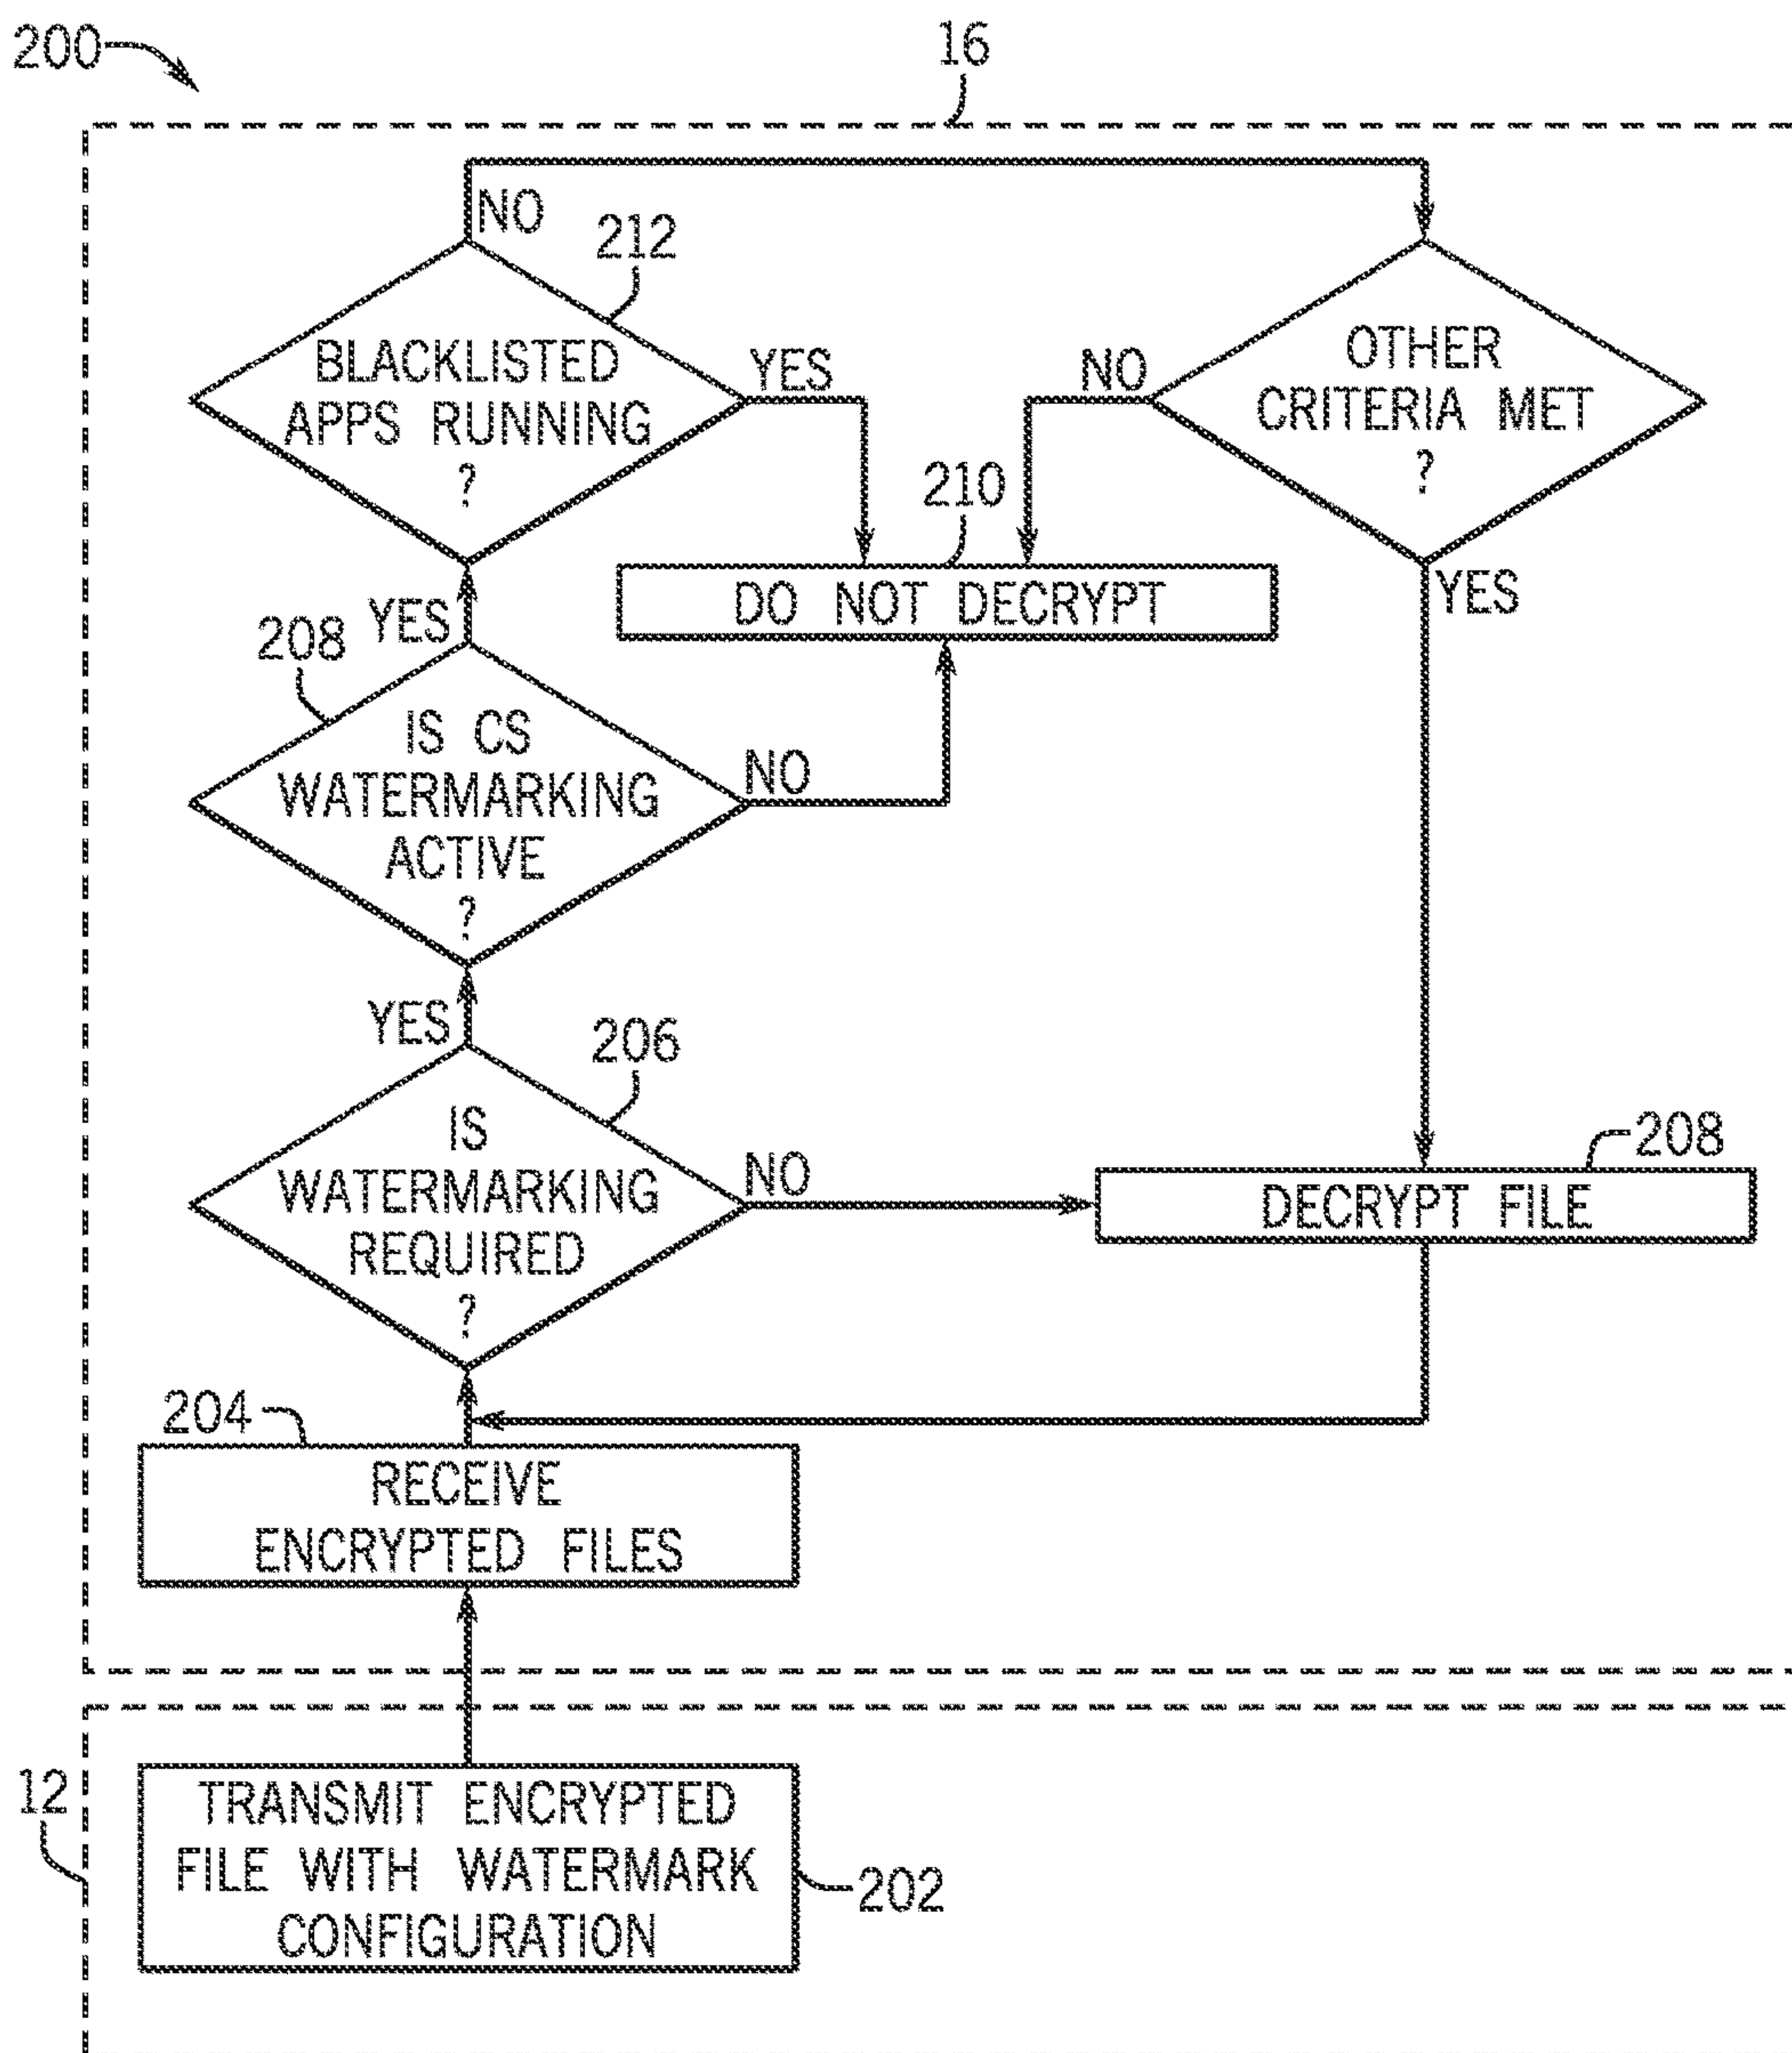 200
16
NO
212
BLACKLISTED
APPS RUNNING
?
YES
NO
OTHER
CRITERIA MET
?
210
DO NOT DECRYPT
YES
YES
208
IS CS
WATERMARKING
ACTIVE
?
NO
YES
206
IS
WATERMARKING
REQUIRED
?
NO
208
DECRYPT FILE
204
RECEIVE
ENCRYPTED FILES
12
TRANSMIT ENCRYPTED
FILE WITH WATERMARK
CONFIGURATION
202